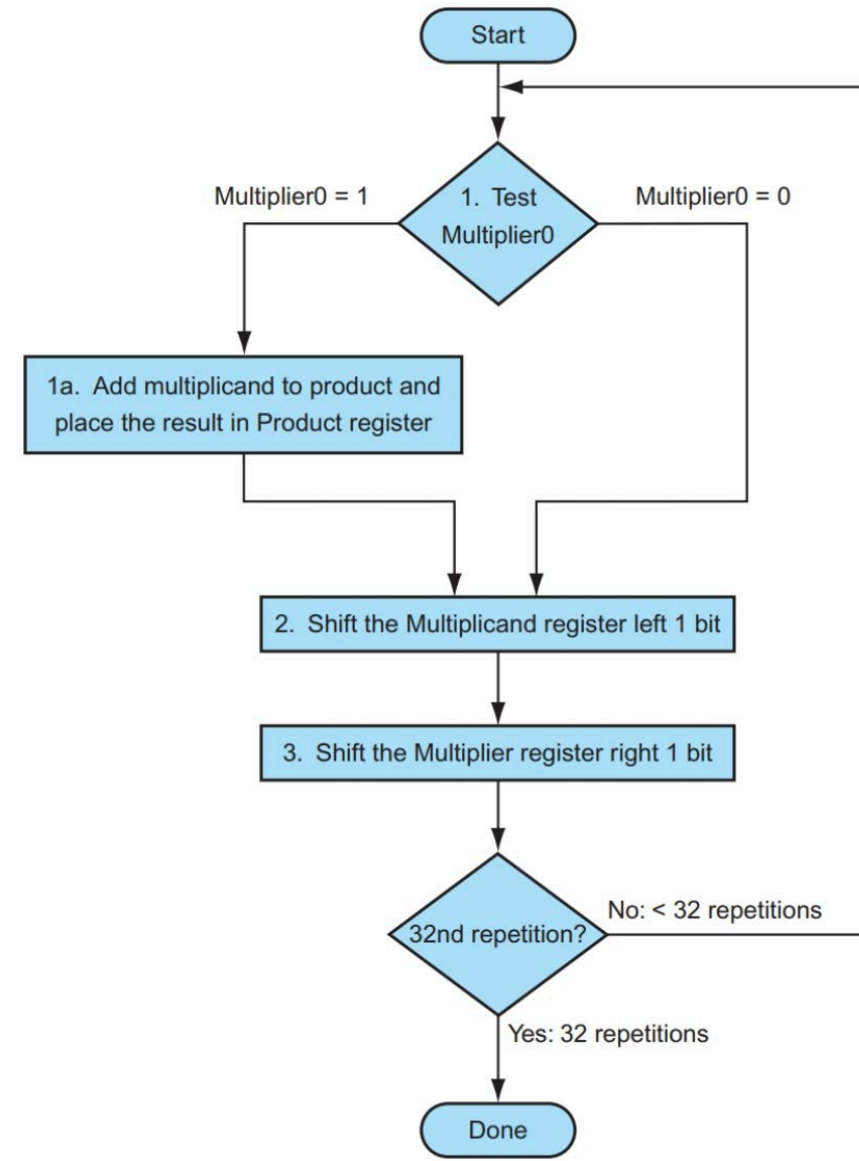 Start
Multiplier0 = 1
1. Test
Multiplier0
Multiplier0 = 0
1a. Add multiplicand to product and
place the result in Product register
2. Shift the Multiplicand register left 1 bit
3. Shift the Multiplier register right 1 bit
32nd repetition?
No: < 32 repetitions
Yes: 32 repetitions
Done